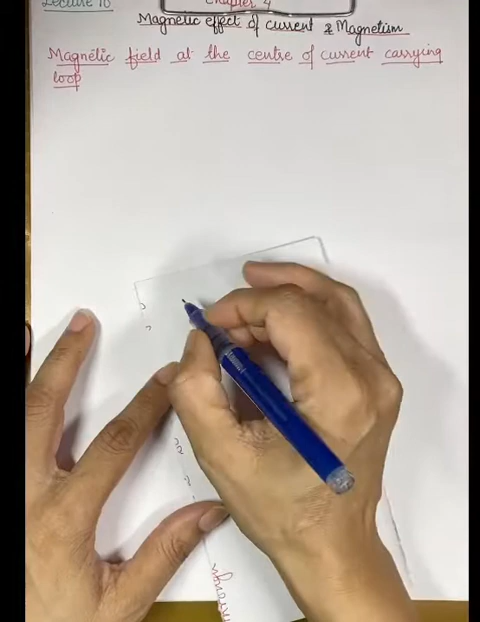 Lecture 10
Chapter 4
Magnetic effect of current & Magnetism
Magnetic field at the centre of current carrying
loop